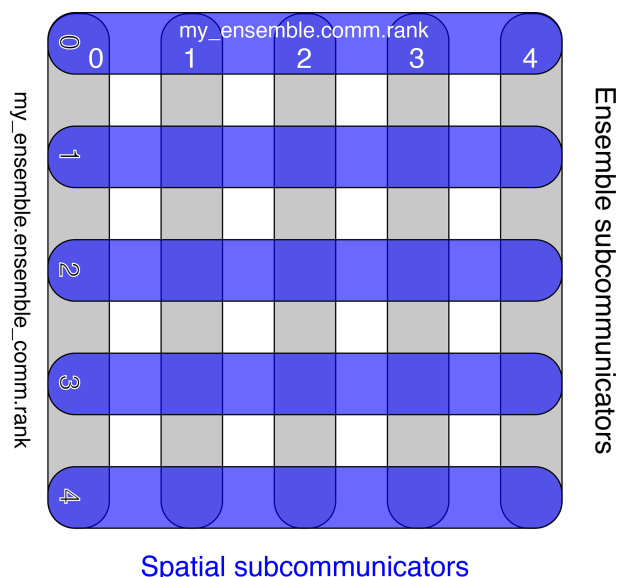 my_ensemble.comm.rank
0
0 1 2 3 4
1
2
3
4
my_ensemble.ensemble_comm.rank
Ensemble subcommunicators
Spatial subcommunicators